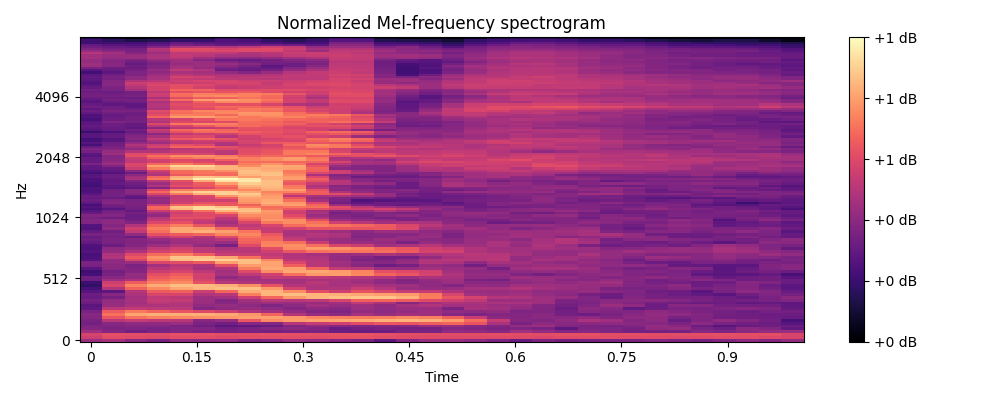 Normalized Mel-frequency spectrogram
+1 dB
4096
+1 dB
2048
+1 dB
Hz
1024
+0 dB
512
+0 dB
0
+0 dB
0 0.15 0.3 0.45 0.6 0.75 0.9
Time